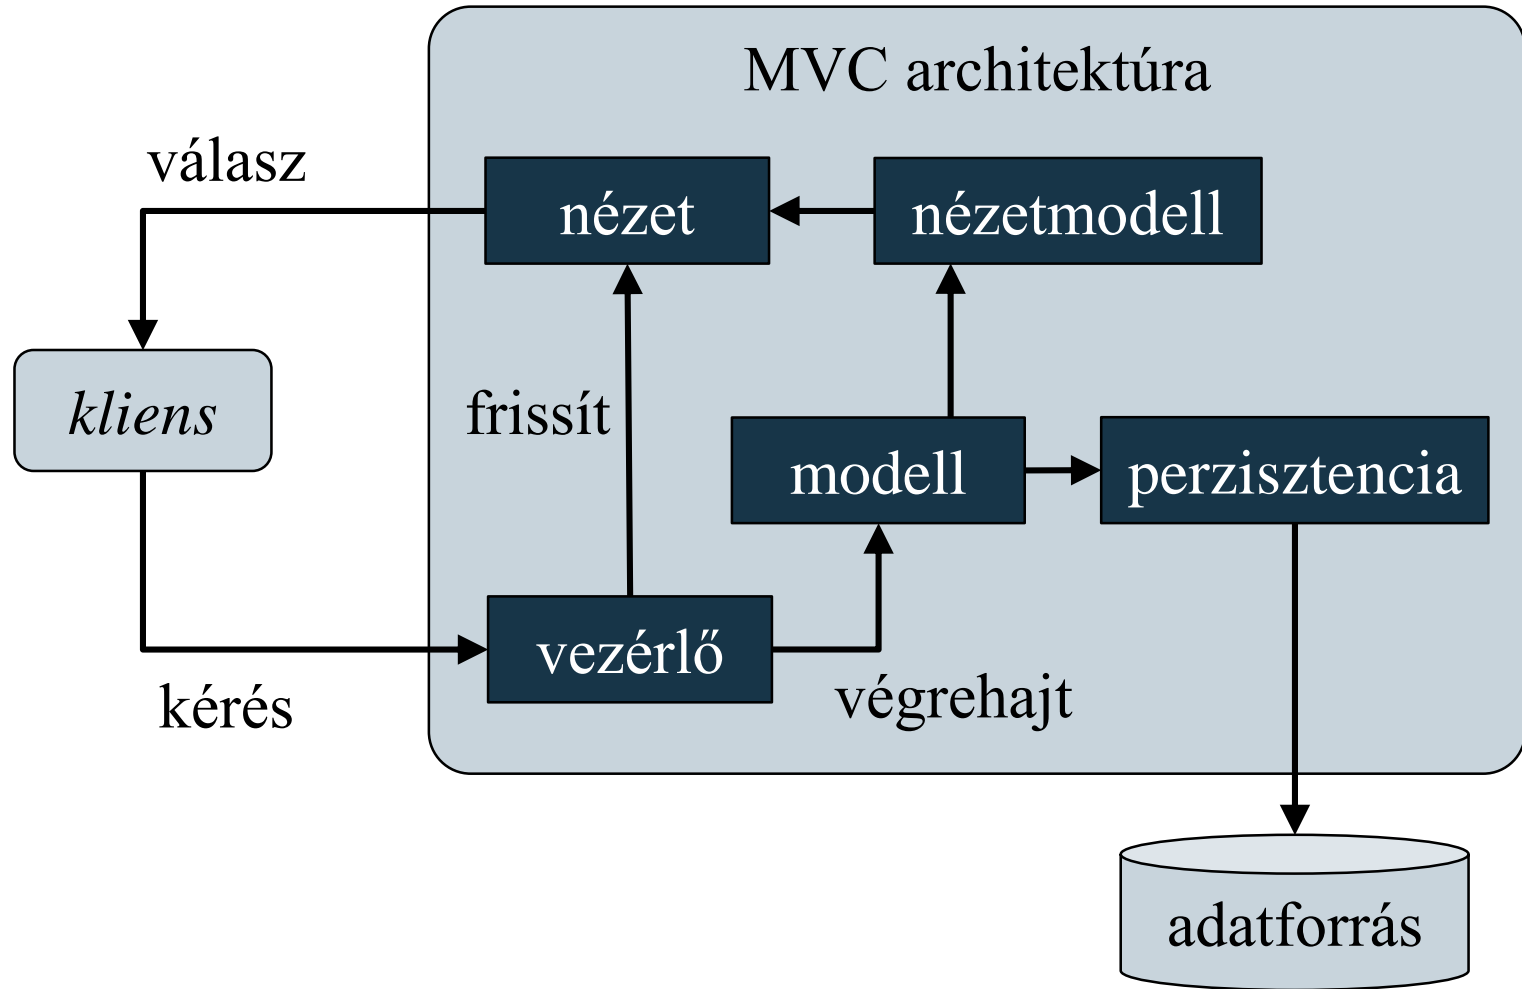 MVC architektúra
válasz
nézet
nézetmodell
kliens
frissít
modell
perzisztencia
vezérlő
végrehajt
kérés
adatforrás